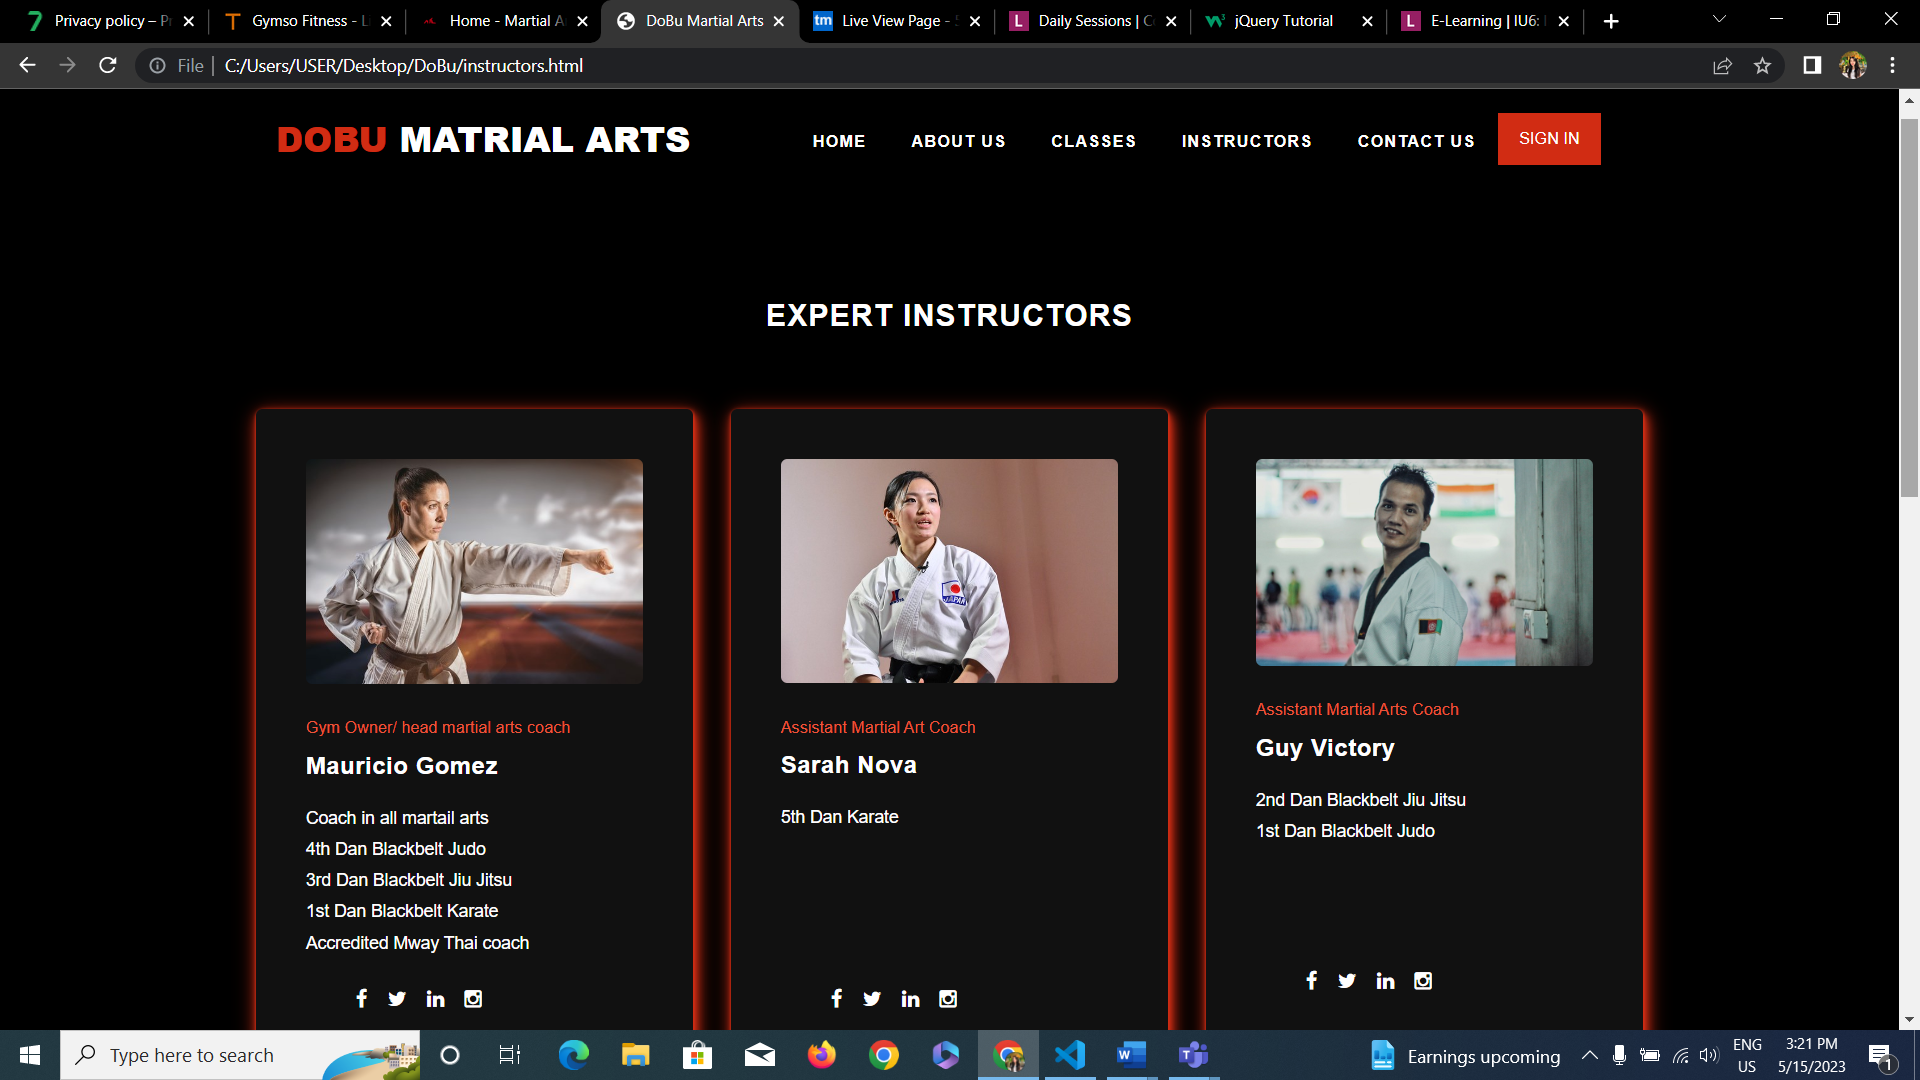 Privacy policy – P
Gymso Fitness - L
Home - Martial A
DoBu Martial Arts
tm Live View Page -
L Daily Sessions | C
jQuery Tutorial
L E-Learning | IU6:
File C:/Users/USER/Desktop/DoBu/instructors.html
DOBU MATRIAL ARTS
HOME ABOUT US CLASSES INSTRUCTORS CONTACT US SIGN IN
EXPERT INSTRUCTORS
Gym Owner/ head martial arts coach
Mauricio Gomez
Coach in all martail arts
4th Dan Blackbelt Judo
3rd Dan Blackbelt Jiu Jitsu
1st Dan Blackbelt Karate
Accredited Mway Thai coach
Assistant Martial Art Coach
Sarah Nova
5th Dan Karate
Assistant Martial Arts Coach
Guy Victory
2nd Dan Blackbelt Jiu Jitsu
1st Dan Blackbelt Judo
Type here to search
Earnings upcoming
ENG
US
3:21 PM
5/15/2023
1